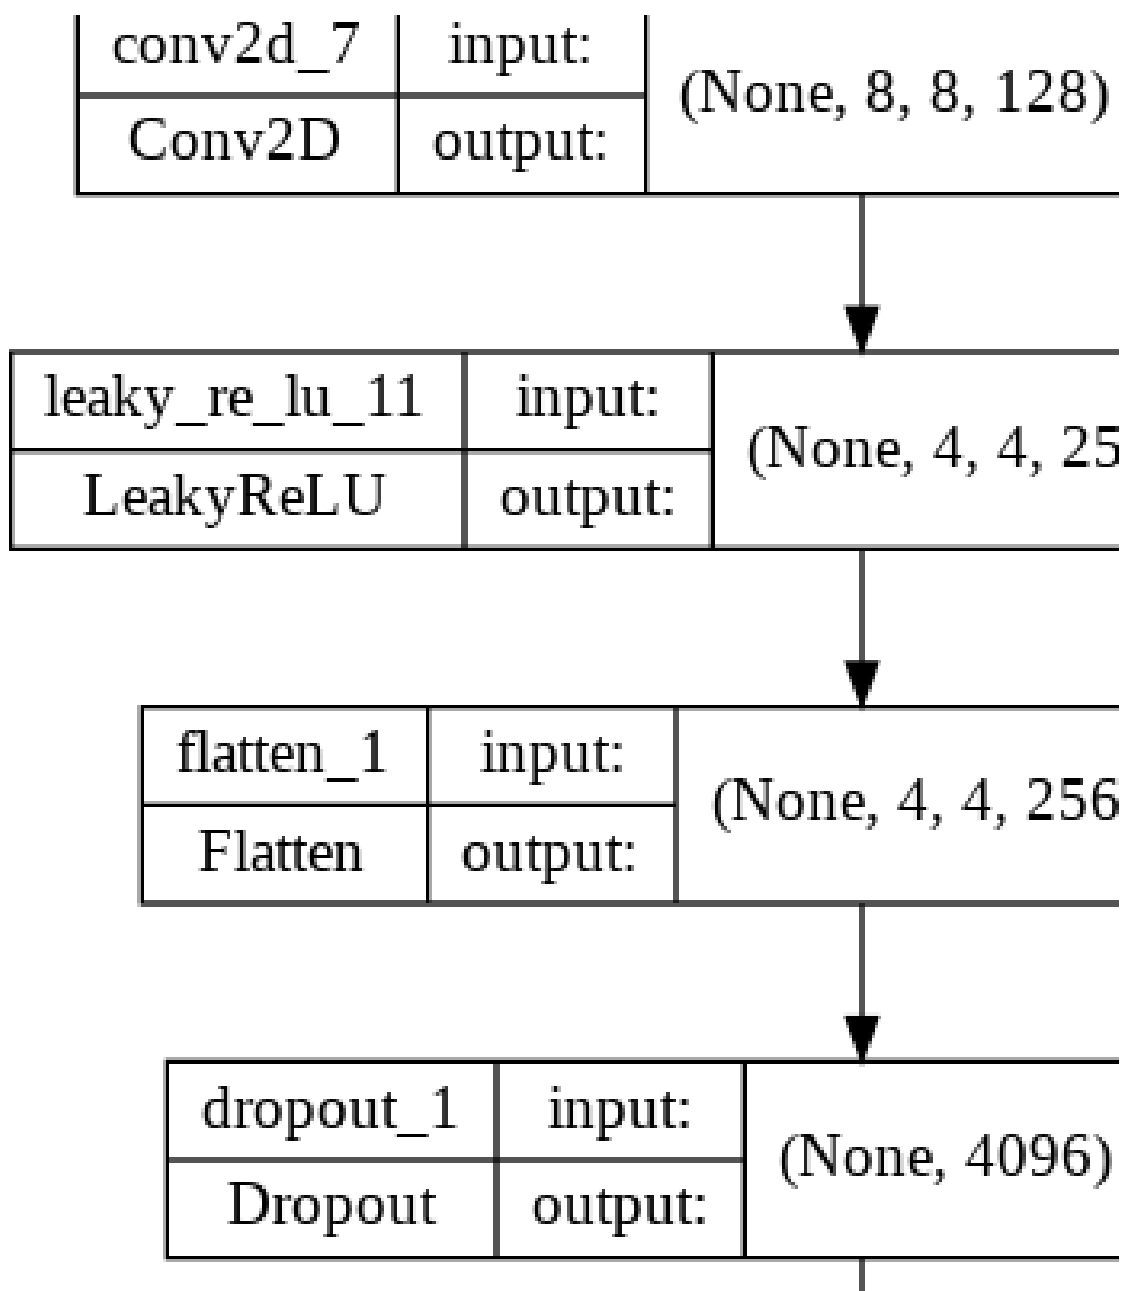 conv2d_7 input: (None, 8, 8, 128)
Conv2D output:
leaky_re_lu_11 input: (None, 4, 4, 25
LeakyReLU output:
flatten_1 input: (None, 4, 4, 256
Flatten output:
dropout_1 input: (None, 4096)
Dropout output: